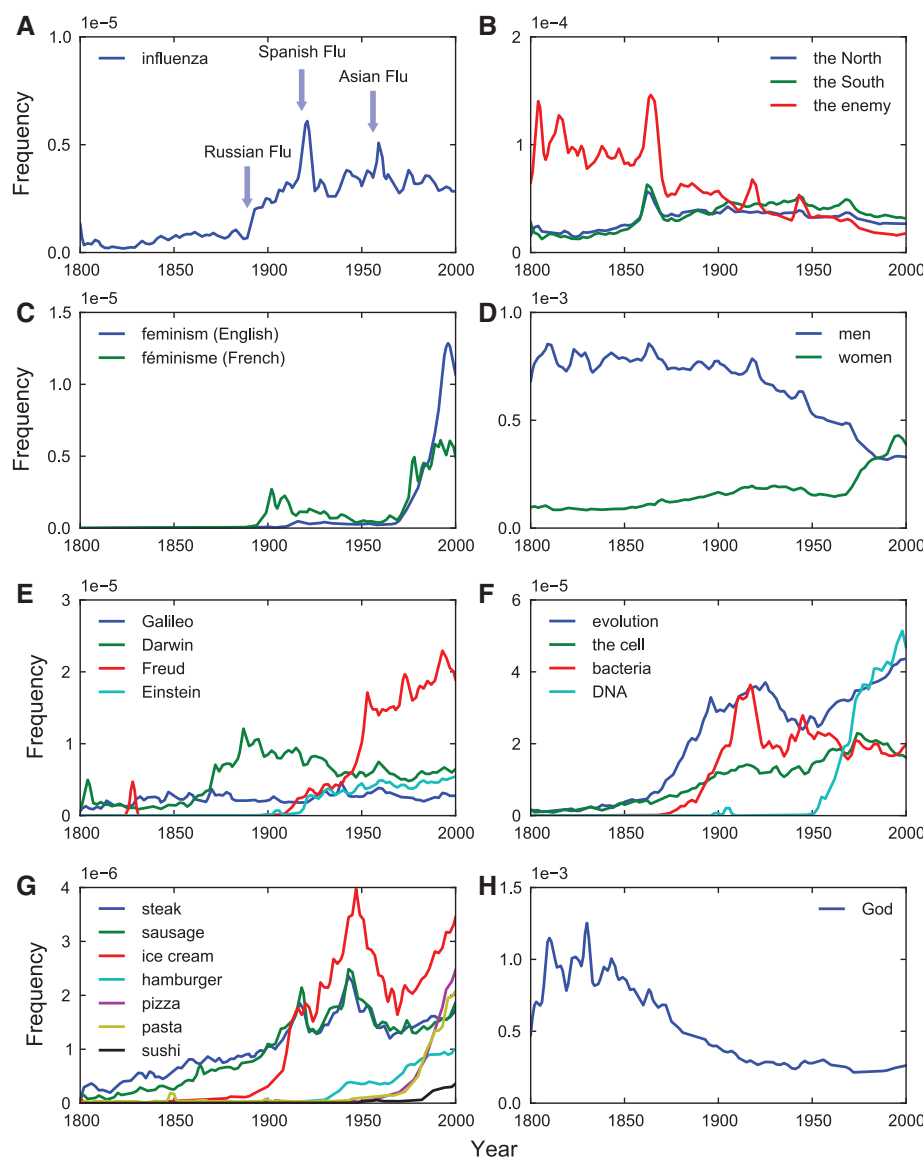 A
1e−5
1.0
0.5
0.0
Frequency
influenza
Spanish Flu
Asian Flu
Russian Flu
1800 1850 1900 1950 2000
B
2 1e−4
1
0
the North
the South
the enemy
1800 1850 1900 1950 2000
C
1e−5
1.5
1.0
0.5
0.0
Frequency
feminism (English)
féminisme (French)
1800 1850 1900 1950 2000
D
1e−3
1.0
0.5
0.0
men
women
1800 1850 1900 1950 2000
E
1e−5
3
2
1
0
Frequency
Galileo
Darwin
Freud
Einstein
1800 1850 1900 1950 2000
F
1e−5
6
4
2
0
evolution
the cell
bacteria
DNA
1800 1850 1900 1950 2000
G
1e−6
4
3
2
1
0
Frequency
steak
sausage
ice cream
hamburger
pizza
pasta
sushi
1800 1850 1900 1950 2000
H
1e−3
1.5
1.0
0.5
0.0
God
1800 1850 1900 1950 2000
Year